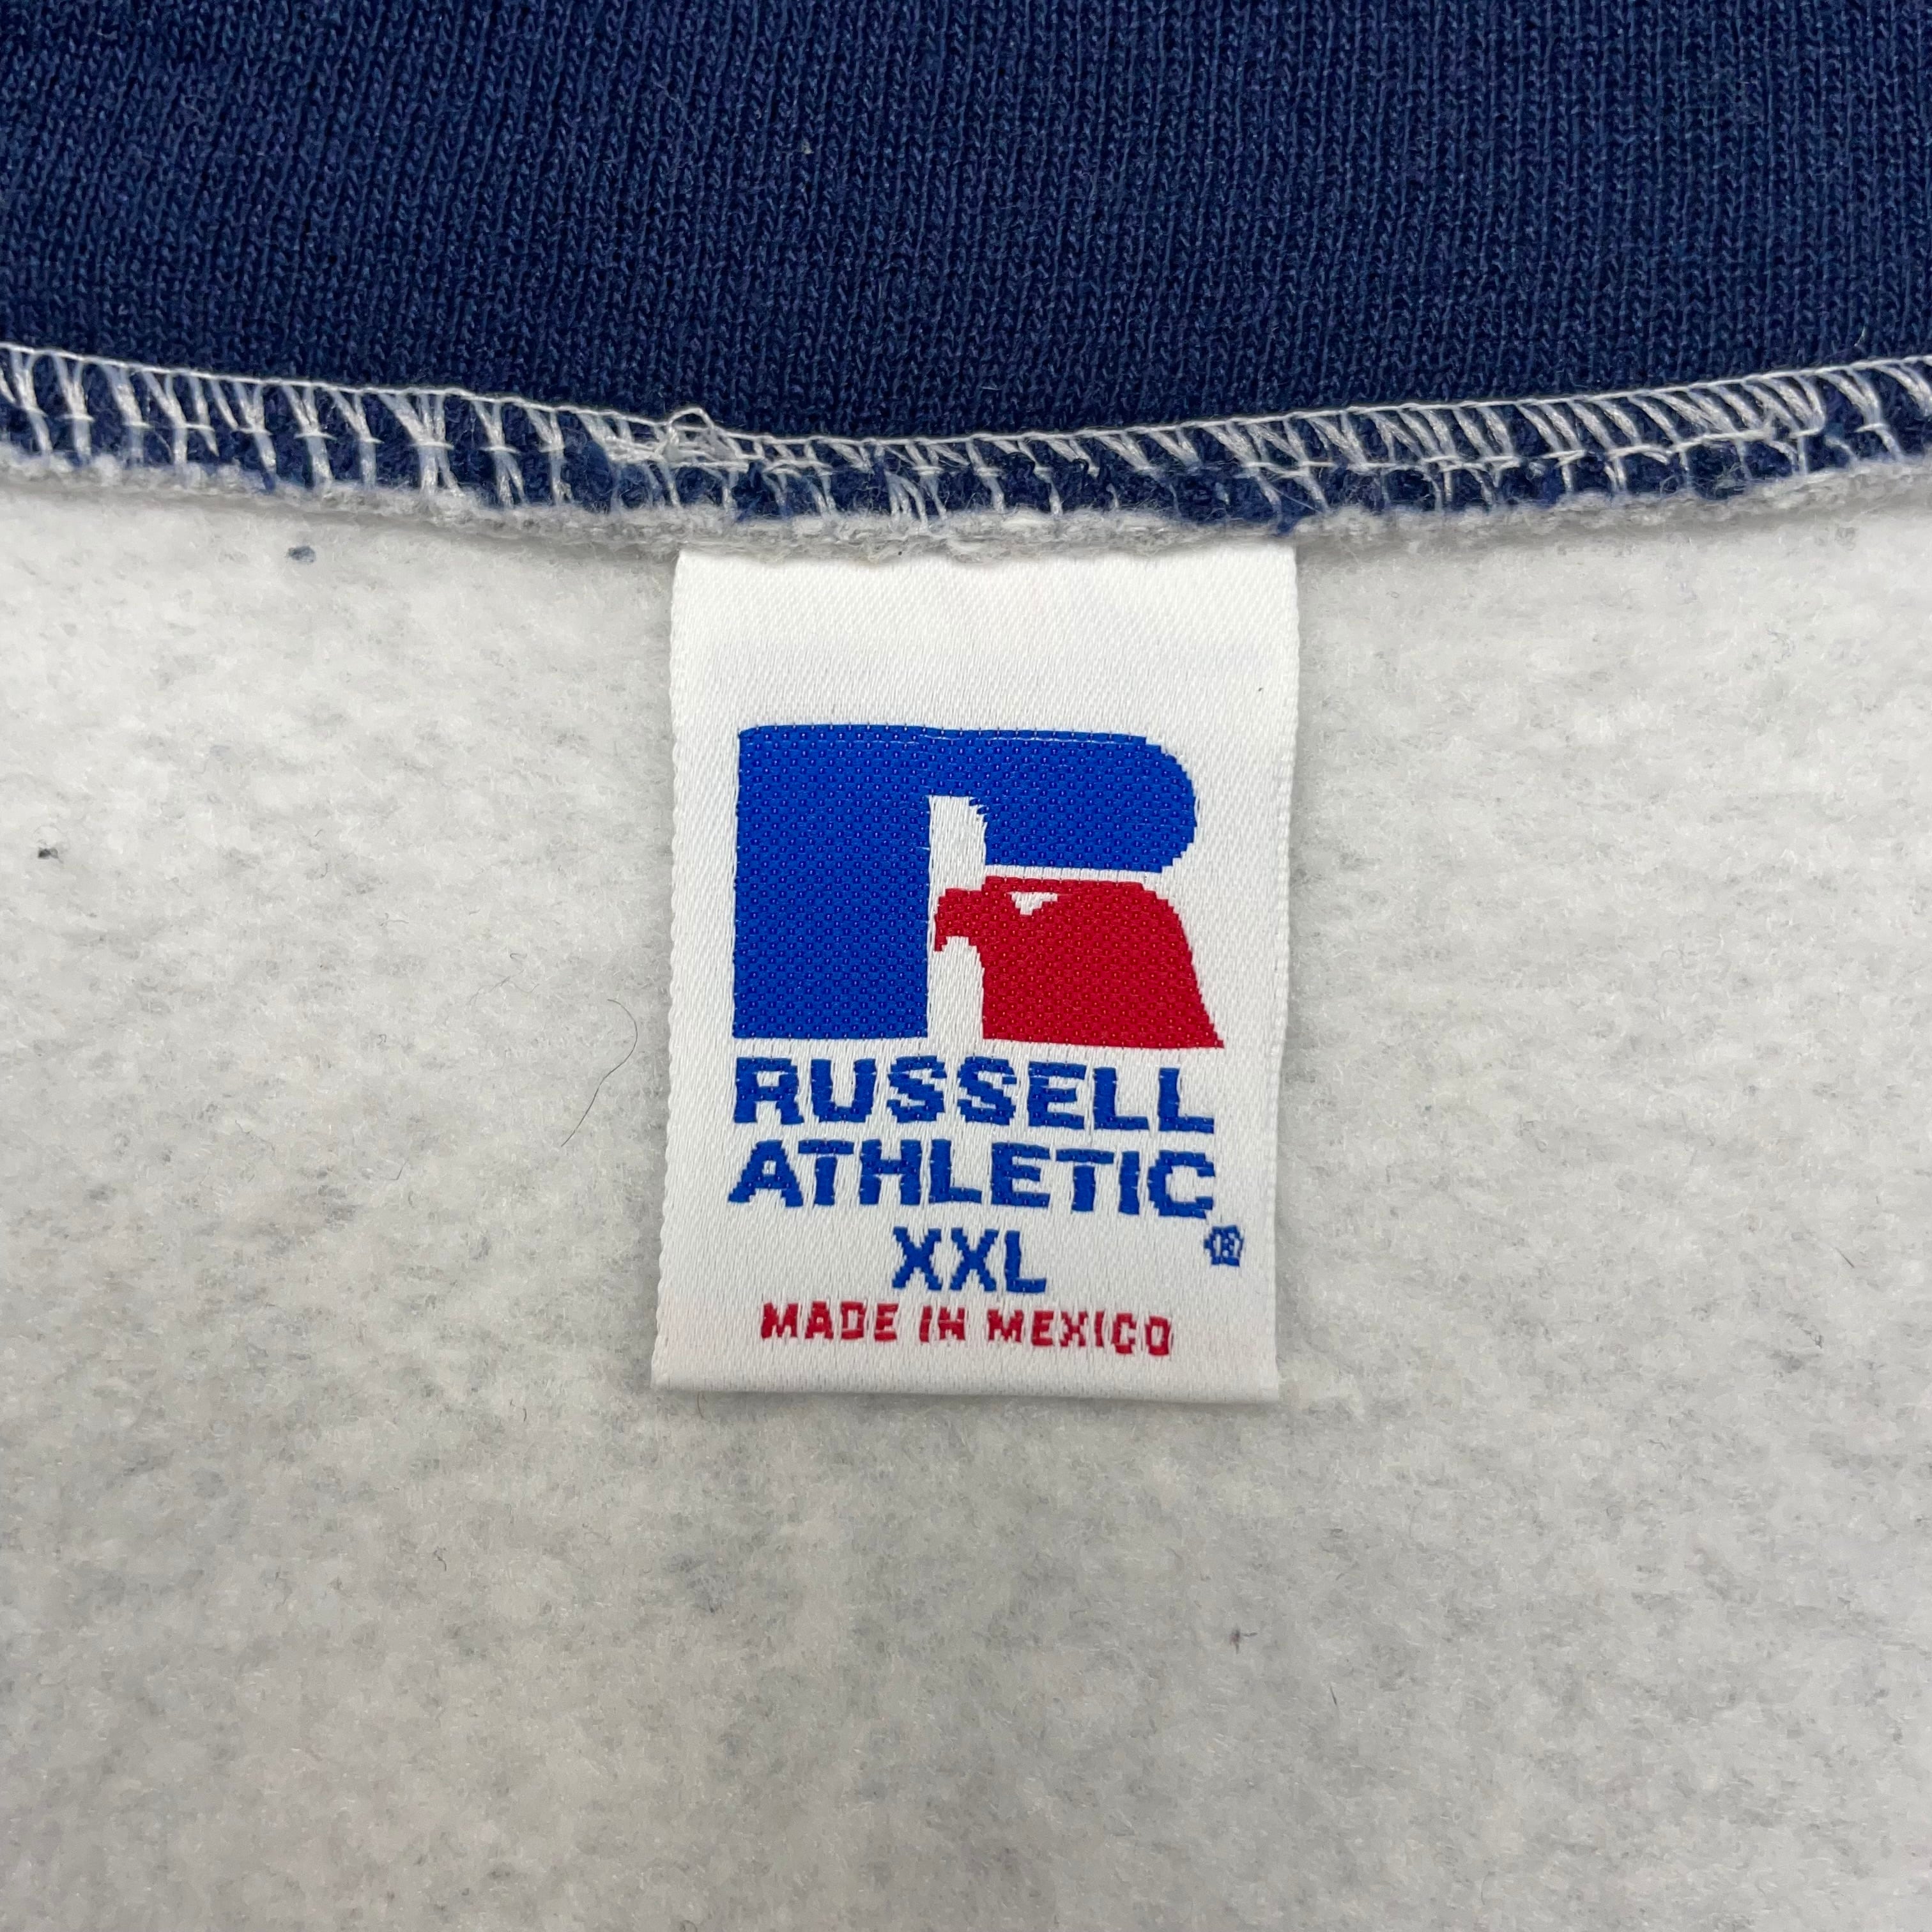 RUSSELL
ATHLETIC
XXL ®
MADE IN MEXICO